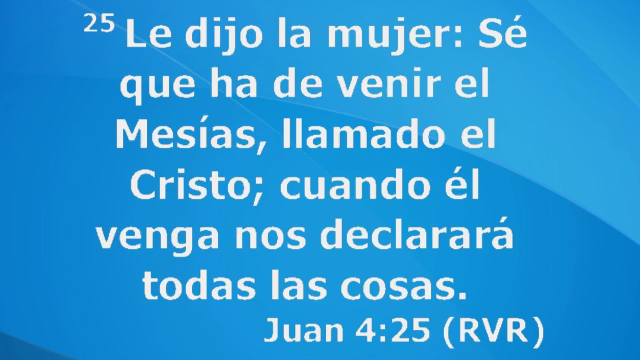 25 Le dijo la mujer: Sé
que ha de venir el
Mesías, llamado el
Cristo; cuando él
venga nos declarará
todas las cosas.
Juan 4:25 (RVR)